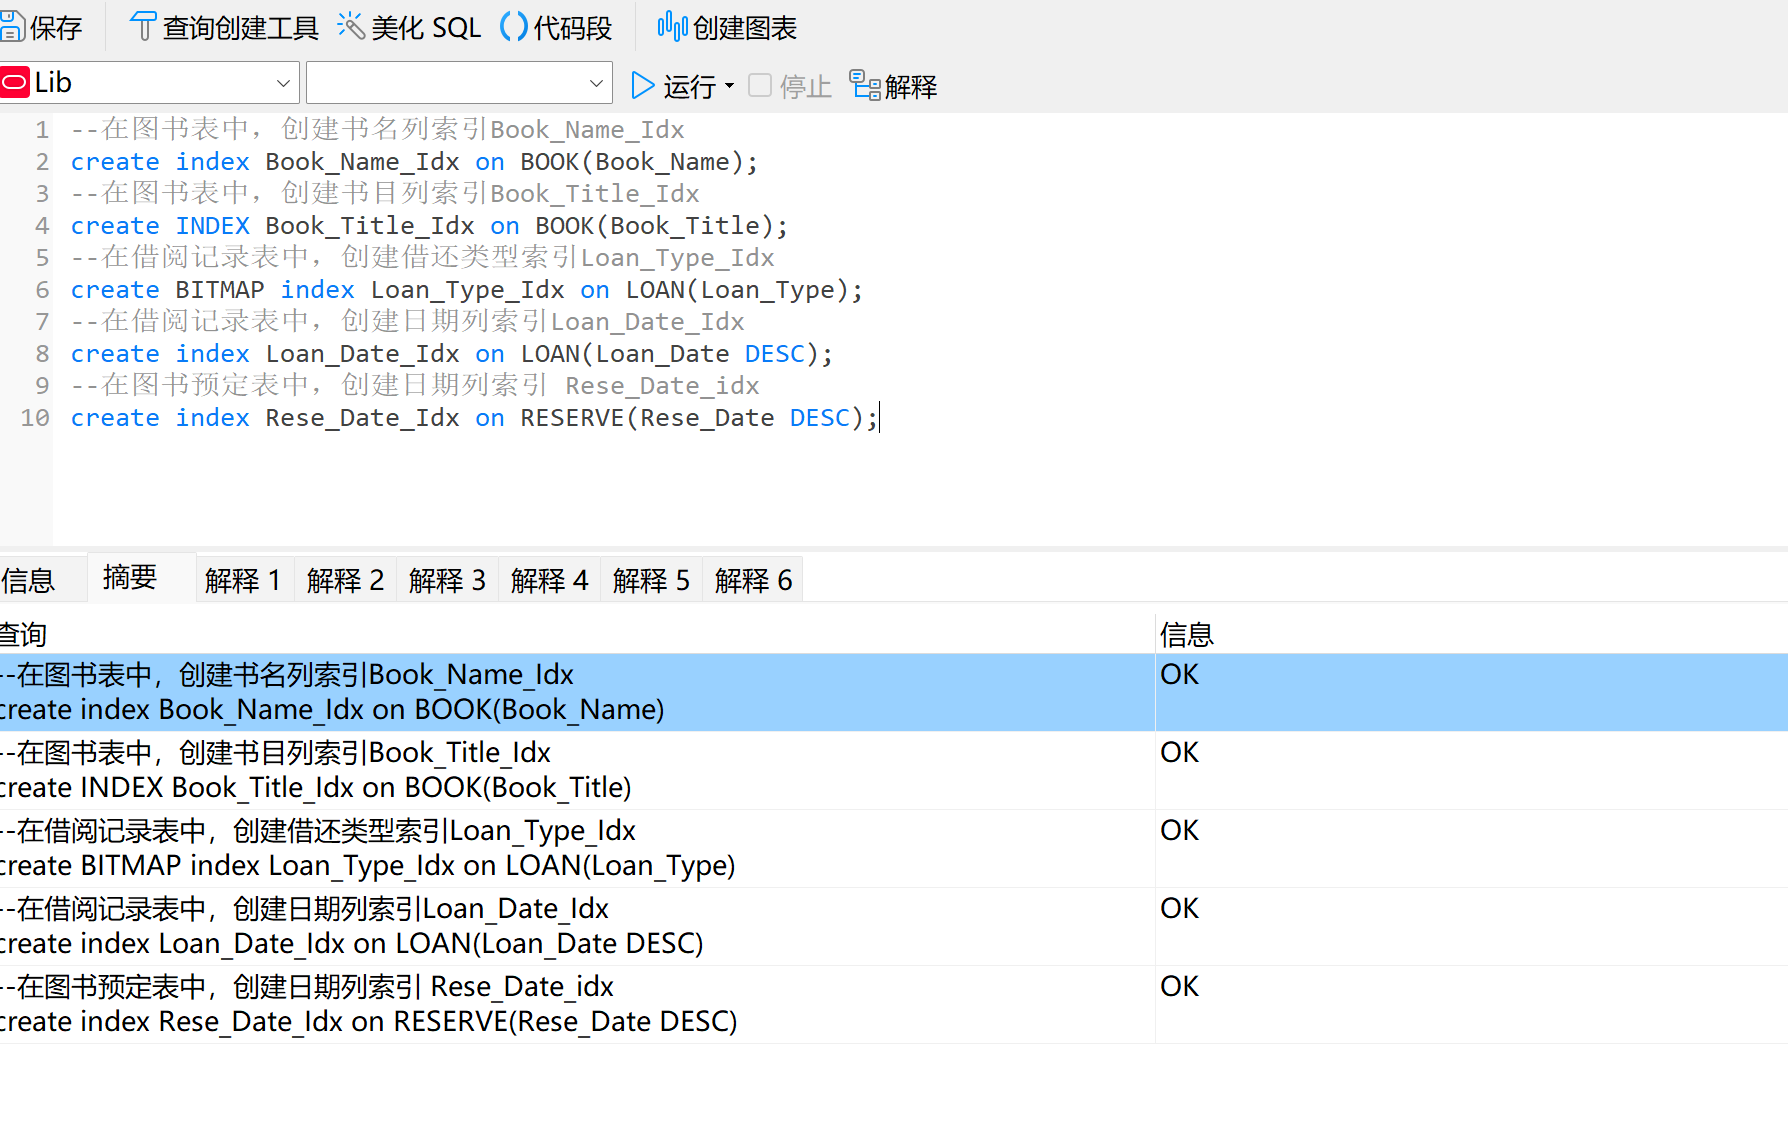 保存 查询创建工具 美化 SQL 代码段 创建图表
Lib 运行 停止 解释
1 --在图书表中，创建书名列索引Book_Name_Idx
2 create index Book_Name_Idx on BOOK(Book_Name);
3 --在图书表中，创建书目列索引Book_Title_Idx
4 create INDEX Book_Title_Idx on BOOK(Book_Title);
5 --在借阅记录表中，创建借还类型索引Loan_Type_Idx
6 create BITMAP index Loan_Type_Idx on LOAN(Loan_Type);
7 --在借阅记录表中，创建日期列索引Loan_Date_Idx
8 create index Loan_Date_Idx on LOAN(Loan_Date DESC);
9 --在图书预定表中，创建日期列索引 Rese_Date_idx
10 create index Rese_Date_Idx on RESERVE(Rese_Date DESC);
信息 摘要 解释 1 解释 2 解释 3 解释 4 解释 5 解释 6
查询 信息
--在图书表中，创建书名列索引Book_Name_Idx OK
create index Book_Name_Idx on BOOK(Book_Name)
--在图书表中，创建书目列索引Book_Title_Idx OK
create INDEX Book_Title_Idx on BOOK(Book_Title)
--在借阅记录表中，创建借还类型索引Loan_Type_Idx OK
create BITMAP index Loan_Type_Idx on LOAN(Loan_Type)
--在借阅记录表中，创建日期列索引Loan_Date_Idx OK
create index Loan_Date_Idx on LOAN(Loan_Date DESC)
--在图书预定表中，创建日期列索引 Rese_Date_idx OK
create index Rese_Date_Idx on RESERVE(Rese_Date DESC)